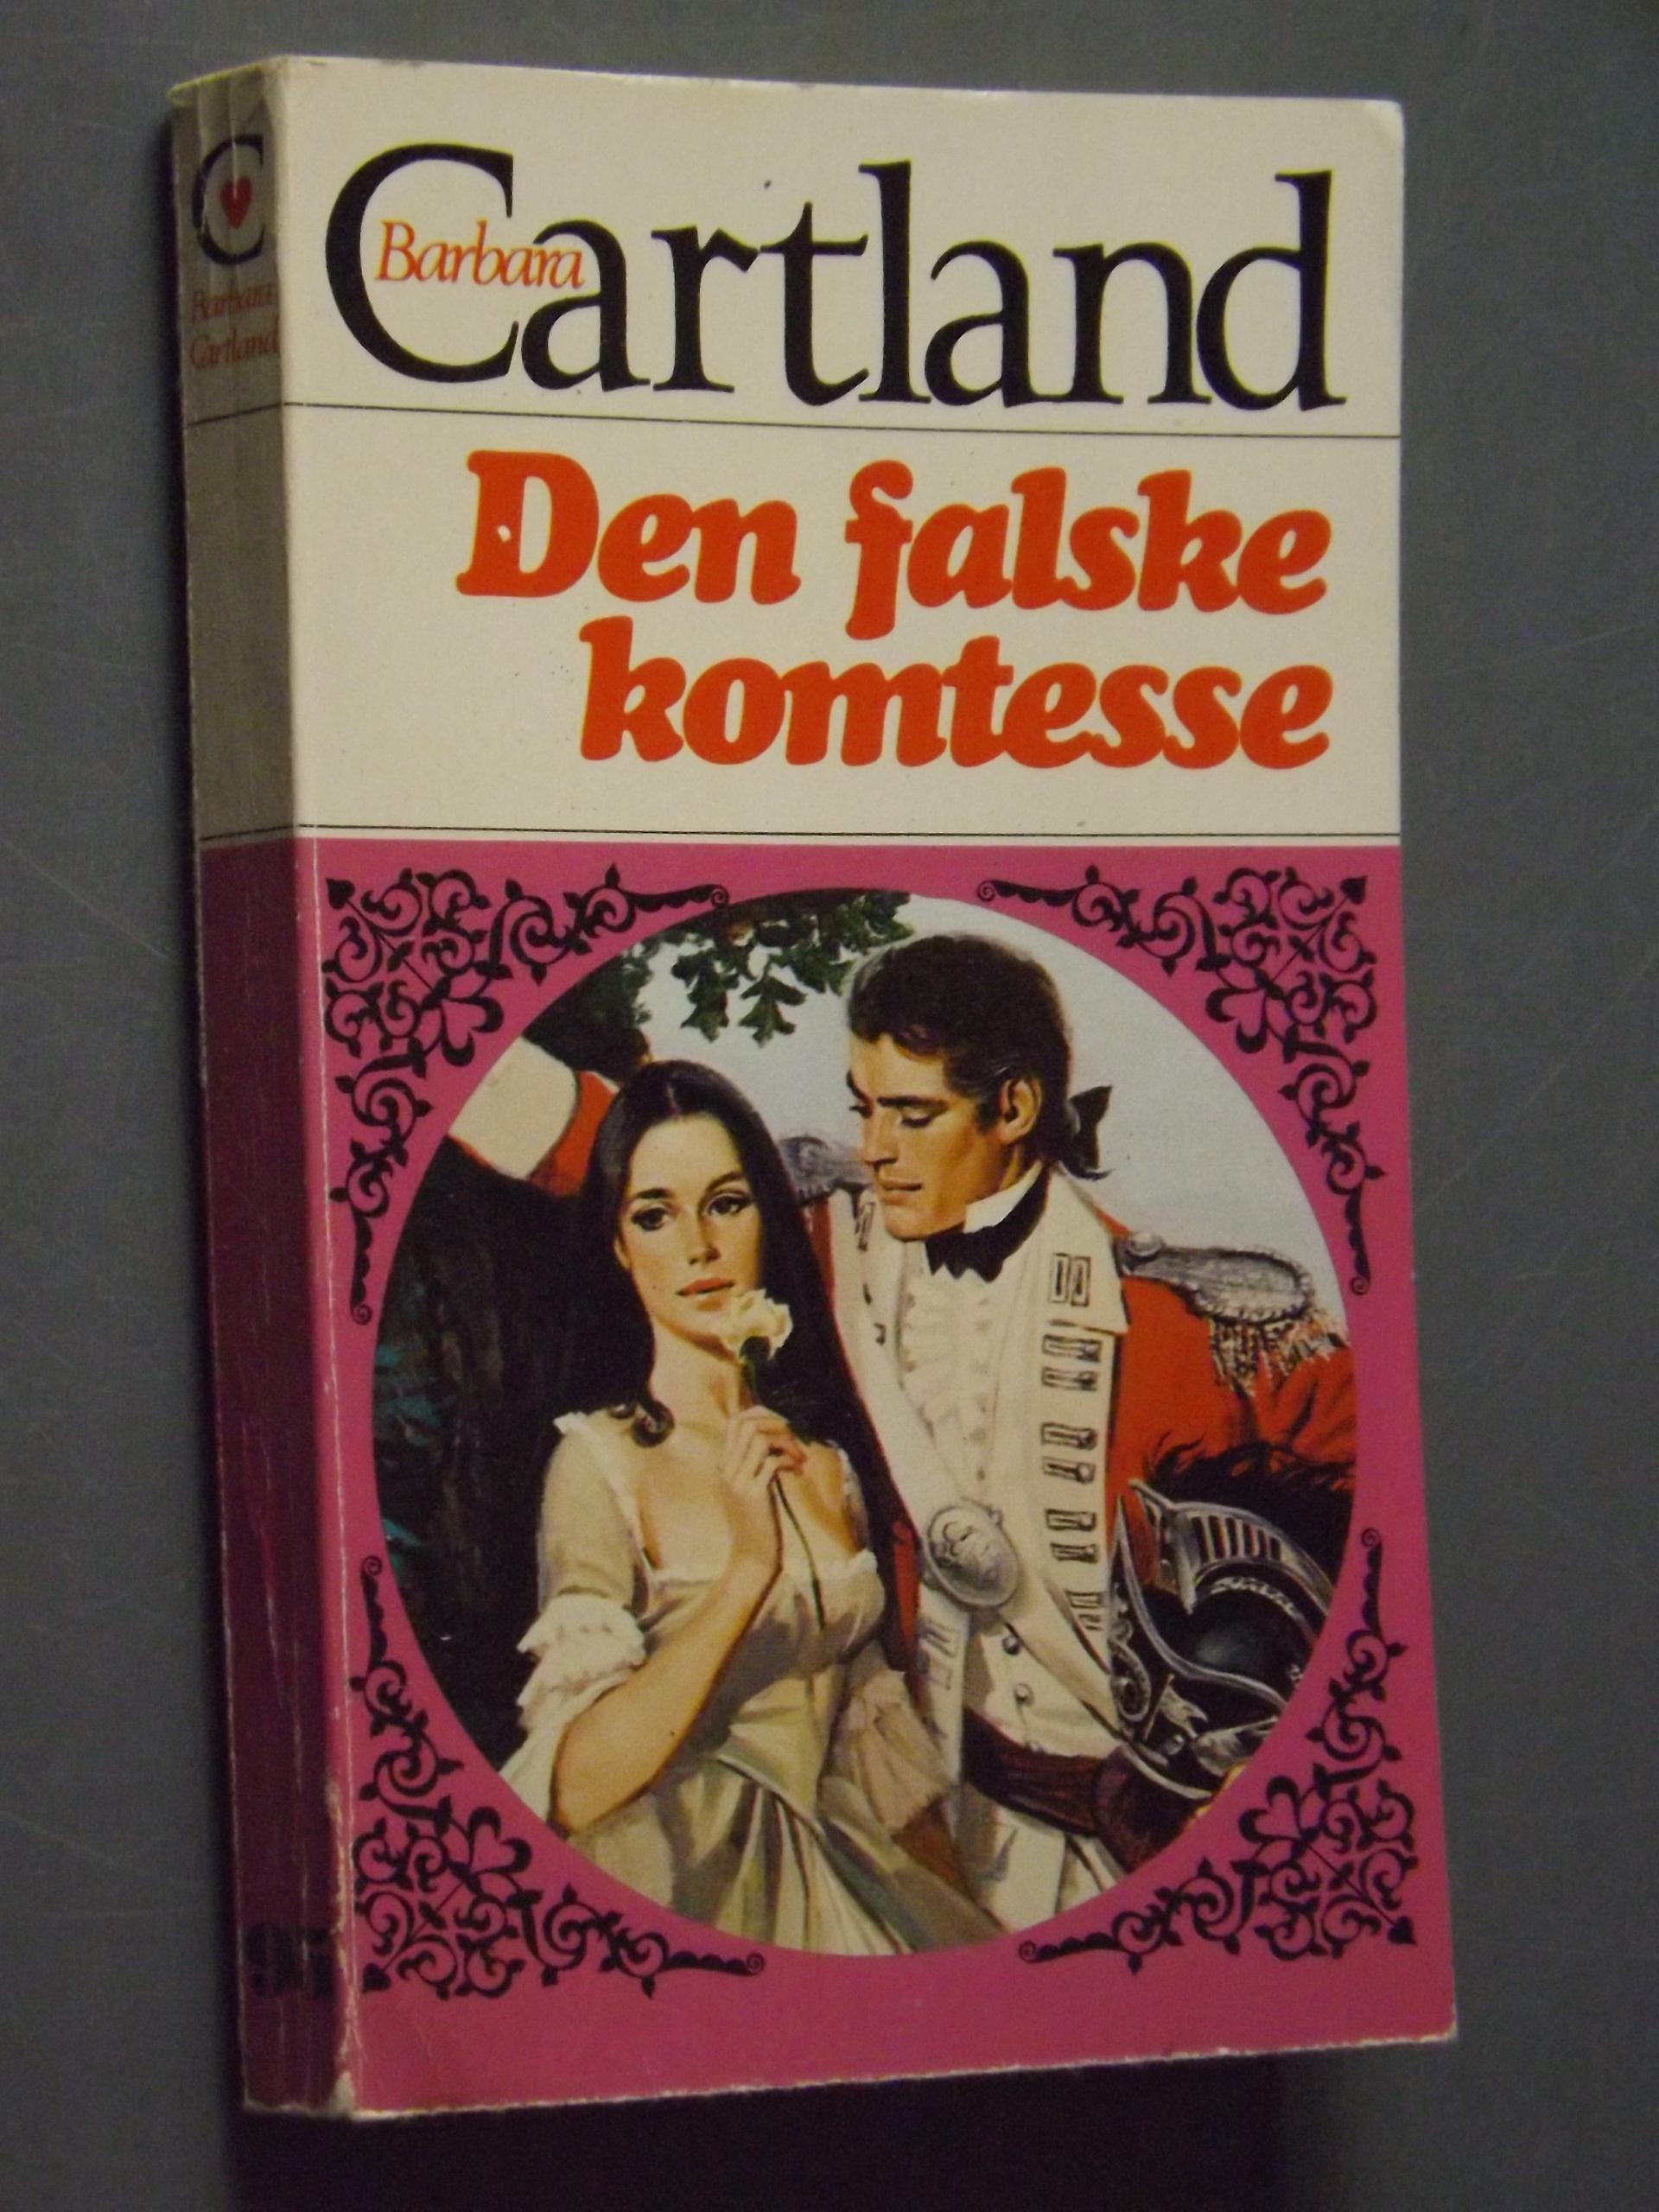 Barbara
Cartland
Den falske
komtesse
C
Barbara
Cartland